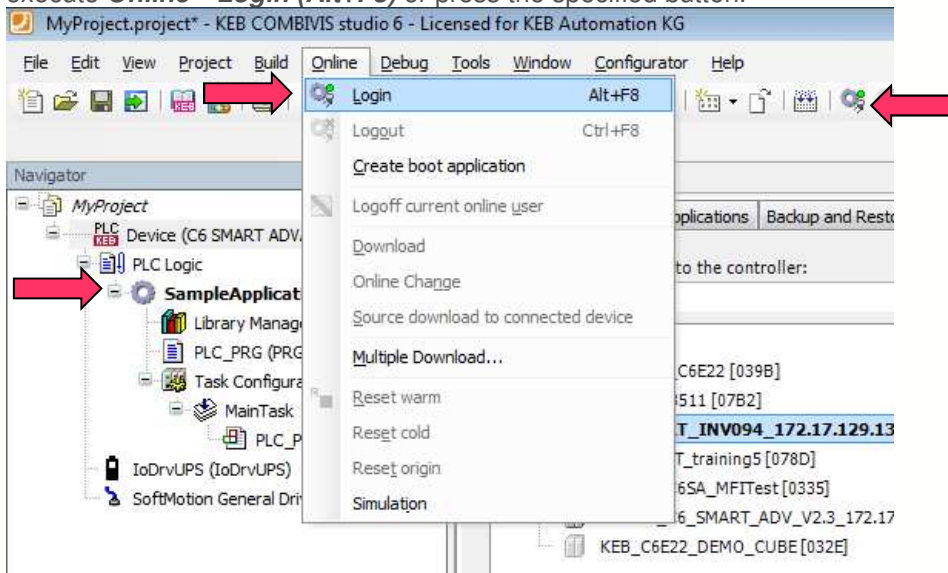 execute Online - Login (Alt+F8) or press the specified button.
MyProject.project* - KEB COMBIVIS studio 6 - Licensed for KEB Automation KG
File Edit View Project Build Online Debug Tools Window Configurator Help
Login Alt+F8
Logout Ctrl+F8
Create boot application
Logoff current online user
Download
Online Change
Source download to connected device
Multiple Download...
Reset warm
Reset cold
Reset origin
Simulation
Navigator
MyProject
PLC KEB Device (C6 SMART ADV.
PLC Logic
SampleApplicat
Library Manag
PLC_PRG (PRG
Task Configura
MainTask
PLC_P
IoDrvUPS (IoDrvUPS)
SoftMotion General Dri
plications Backup and Resto
to the controller:
C6E22 [039B]
511 [07B2]
T_INV094_172.17.129.13
T_training5 [078D]
6SA_MFITest [0335]
C6_SMART_ADV_V2.3_172.17
KEB_C6E22_DEMO_CUBE [032E]